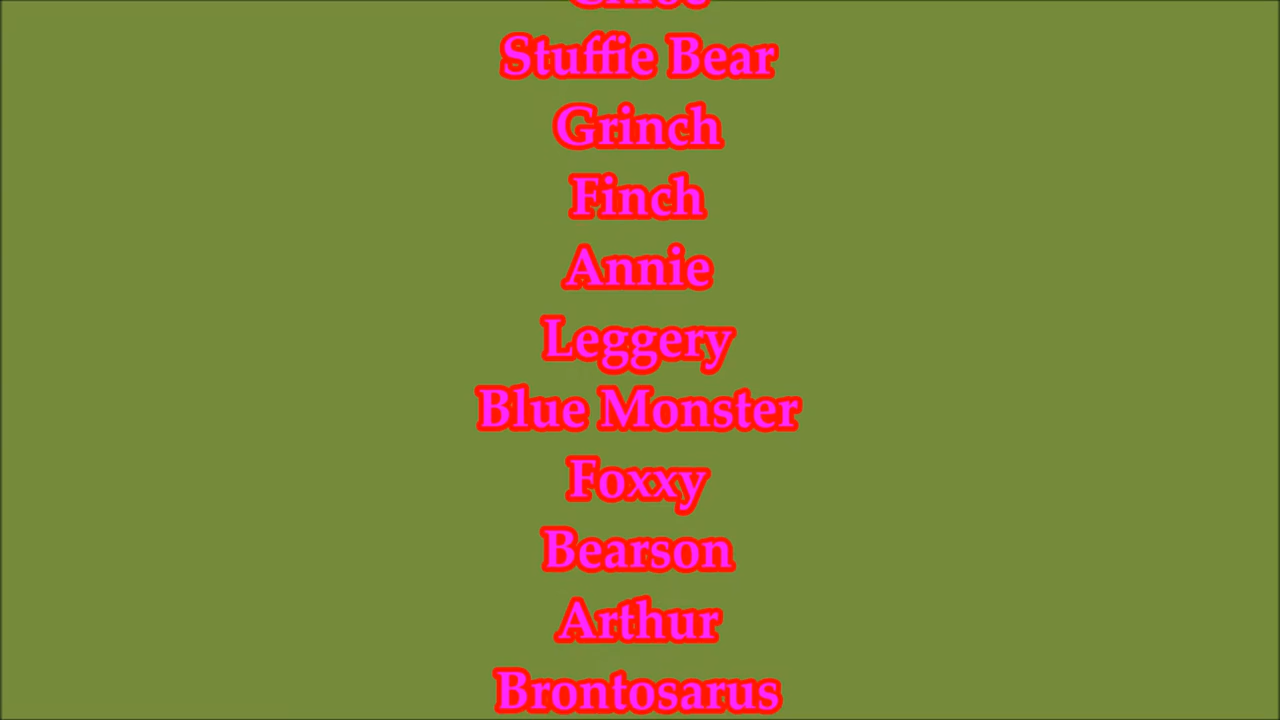 Stuffie Bear
Grinch
Finch
Annie
Leggery
Blue Monster
Foxxy
Bearson
Arthur
Brontosarus